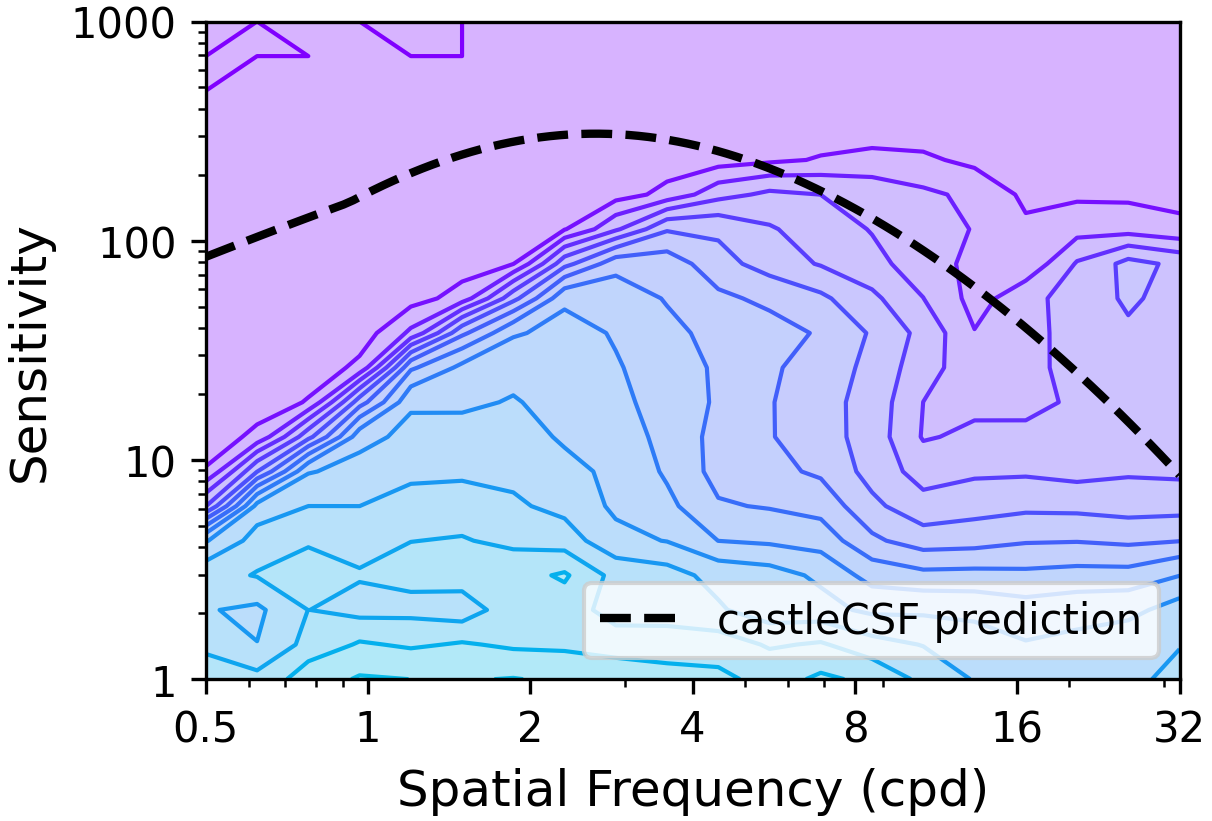 1000
100
10
1
Sensitivity
castleCSF prediction
0.5 1 2 4 8 16 32
Spatial Frequency (cpd)